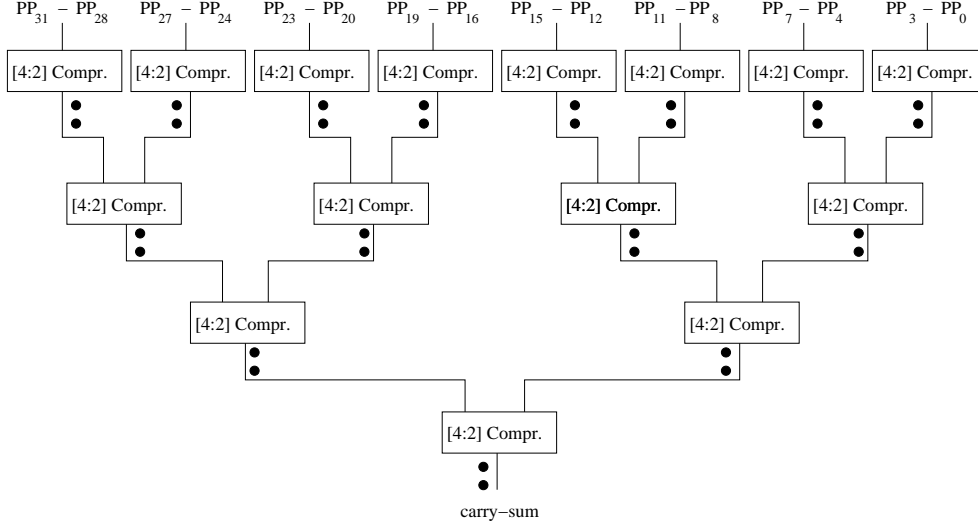 PP31 – PP28 PP27 – PP24 PP23 – PP20 PP19 – PP16 PP15 – PP12 PP11 – PP8 PP7 – PP4 PP3 – PP0
[4:2] Compr. [4:2] Compr. [4:2] Compr. [4:2] Compr. [4:2] Compr. [4:2] Compr. [4:2] Compr. [4:2] Compr.
[4:2] Compr. [4:2] Compr. [4:2] Compr. [4:2] Compr.
[4:2] Compr. [4:2] Compr.
[4:2] Compr.
carry–sum